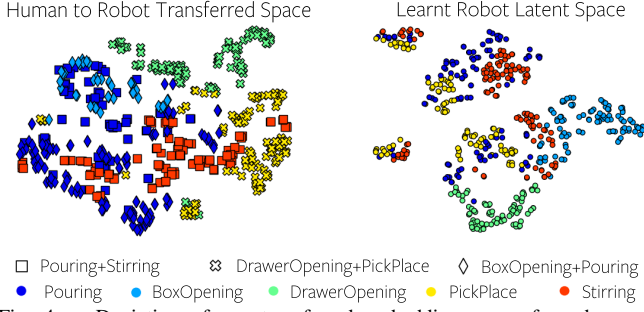 Human to Robot Transferred Space
Learnt Robot Latent Space
Pouring+Stirring DrawerOpening+PickPlace BoxOpening+Pouring
Pouring BoxOpening DrawerOpening PickPlace Stirring